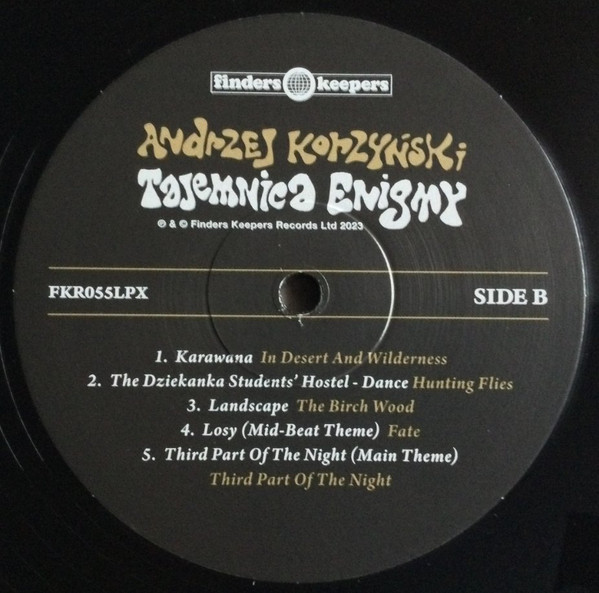 finders keepers
Andrzej Korzyński
Tajemnica Enigmy
℗ & © Finders Keepers Records Ltd 2023
FKR055LPX SIDE B
1. Karawana In Desert And Wilderness
2. The Dziekanka Students' Hostel - Dance Hunting Flies
3. Landscape The Birch Wood
4. Losy (Mid-Beat Theme) Fate
5. Third Part Of The Night (Main Theme)
Third Part Of The Night